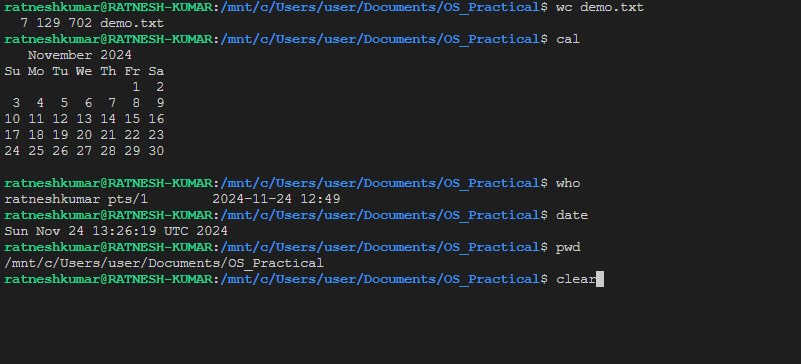 ratneshkumar@RATNESH-KUMAR:/mnt/c/Users/user/Documents/OS_Practical$ wc demo.txt
  7 129 702 demo.txt
ratneshkumar@RATNESH-KUMAR:/mnt/c/Users/user/Documents/OS_Practical$ cal
   November 2024
Su Mo Tu We Th Fr Sa
                1  2
 3  4  5  6  7  8  9
10 11 12 13 14 15 16
17 18 19 20 21 22 23
24 25 26 27 28 29 30
ratneshkumar@RATNESH-KUMAR:/mnt/c/Users/user/Documents/OS_Practical$ who
ratneshkumar pts/1        2024-11-24 12:49
ratneshkumar@RATNESH-KUMAR:/mnt/c/Users/user/Documents/OS_Practical$ date
Sun Nov 24 13:26:19 UTC 2024
ratneshkumar@RATNESH-KUMAR:/mnt/c/Users/user/Documents/OS_Practical$ pwd
/mnt/c/Users/user/Documents/OS_Practical
ratneshkumar@RATNESH-KUMAR:/mnt/c/Users/user/Documents/OS_Practical$ clear